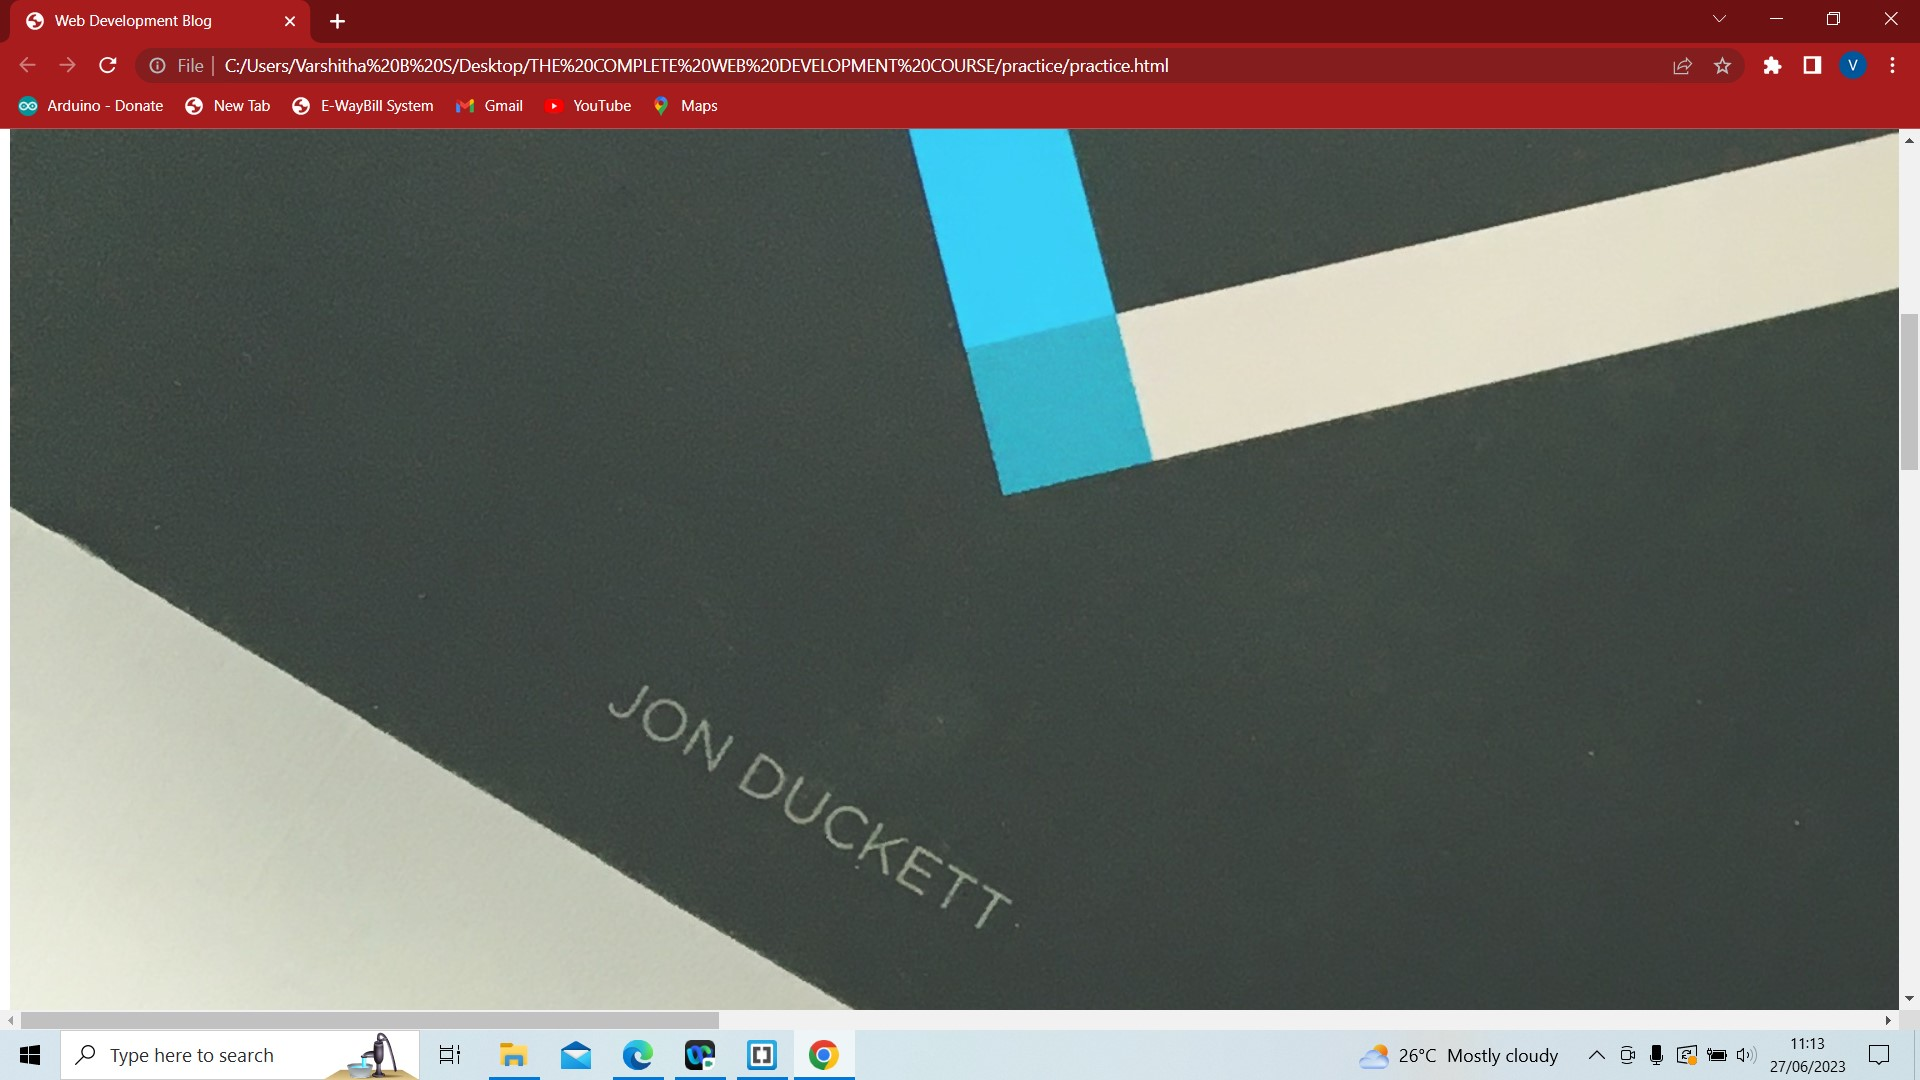 Web Development Blog
File | C:/Users/Varshitha%20B%20S/Desktop/THE%20COMPLETE%20WEB%20DEVELOPMENT%20COURSE/practice/practice.html
V
Arduino - Donate New Tab E-WayBill System Gmail YouTube Maps
JON DUCKETT
Type here to search
26°C Mostly cloudy
11:13
27/06/2023